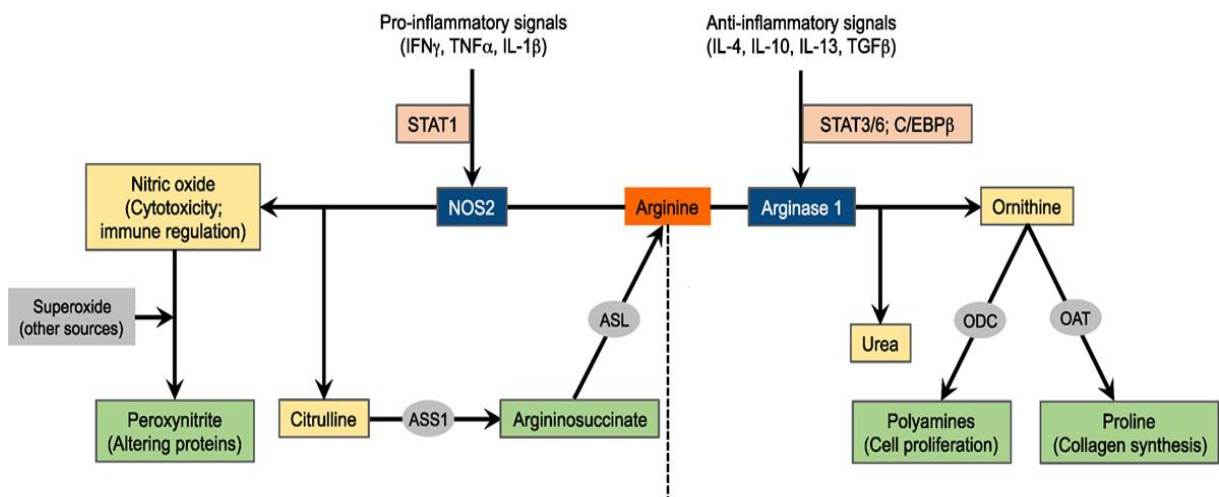 Pro-inflammatory signals
(IFNγ, TNFα, IL-1β)
Anti-inflammatory signals
(IL-4, IL-10, IL-13, TGFβ)
STAT1
STAT3/6; C/EBPβ
Nitric oxide
(Cytotoxicity;
immune regulation)
NOS2
Arginine
Arginase 1
Ornithine
Superoxide
(other sources)
ASL
ODC
OAT
Urea
Peroxynitrite
(Altering proteins)
Citrulline
ASS1
Argininosuccinate
Polyamines
(Cell proliferation)
Proline
(Collagen synthesis)